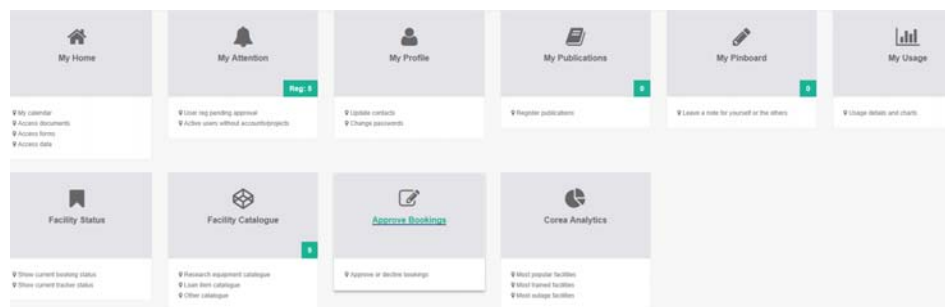 My Home
My Attention
My Profile
My Publications
My Pinboard
My Usage
Reg: 5
0
0
My calendar
Access documents
Access forms
Access data
User reg pending approval
Active users without accounts/projects
Update contacts
Change passwords
Register publications
Leave a note for yourself or the others
Usage details and charts
Facility Status
Facility Catalogue
Approve Bookings
Corea Analytics
Show current booking status
Show current tracker status
Research equipment catalogue
Loan item catalogue
Other catalogue
Approve or decline bookings
Most popular facilities
Most trained facilities
Most outage facilities